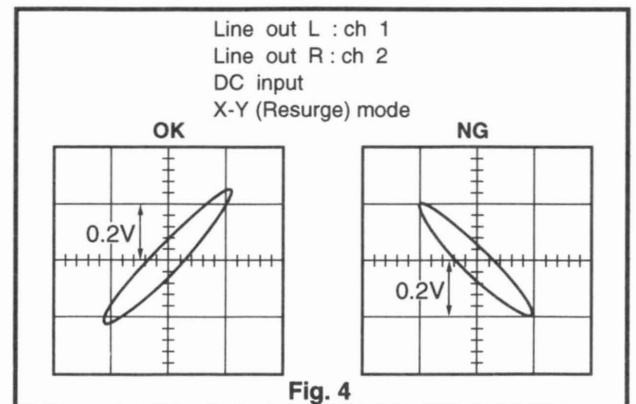 Line out L : ch 1
Line out R : ch 2
DC input
X-Y (Resurge) mode
OK
NG
0.2V
0.2V
Fig. 4